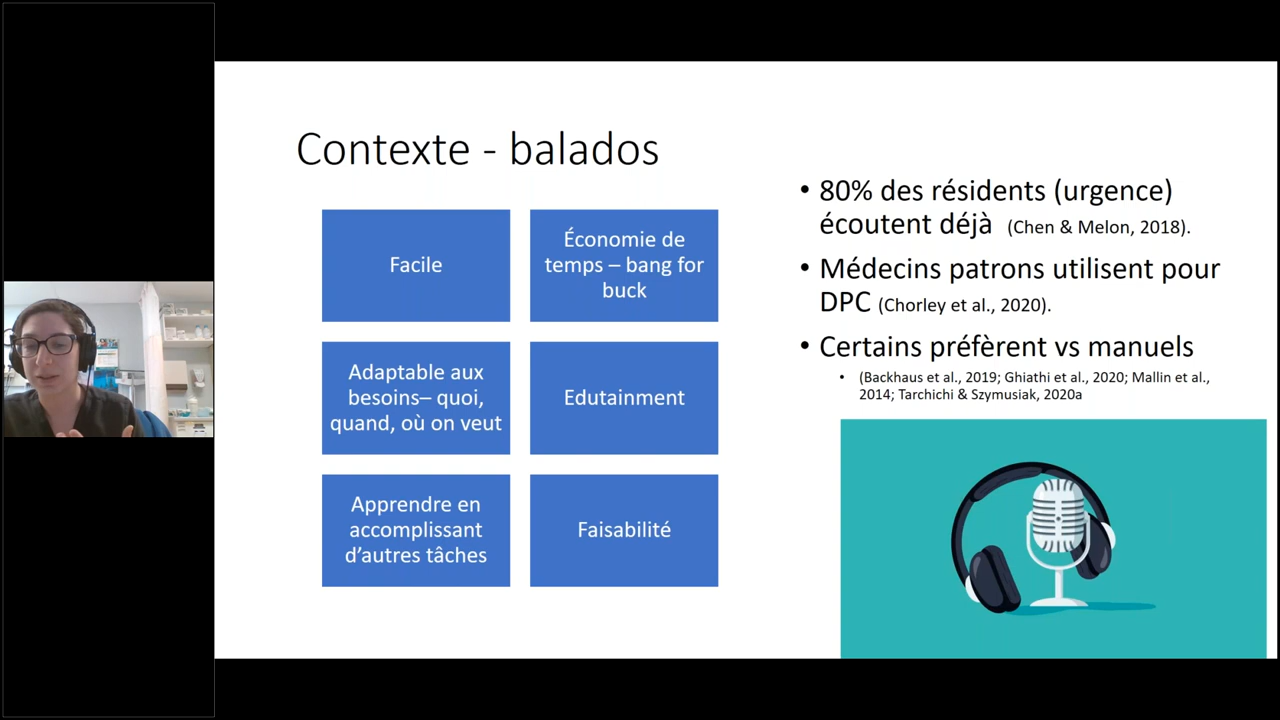 Contexte - balados
Facile
Économie de
temps – bang for
buck
Adaptable aux
besoins– quoi,
quand, où on veut
Edutainment
Apprendre en
accomplissant
d’autres tâches
Faisabilité
• 80% des résidents (urgence)
écoutent déjà (Chen & Melon, 2018).
• Médecins patrons utilisent pour
DPC (Chorley et al., 2020).
• Certains préfèrent vs manuels
• (Backhaus et al., 2019; Ghiathi et al., 2020; Mallin et al.,
2014; Tarchichi & Szymusiak, 2020a